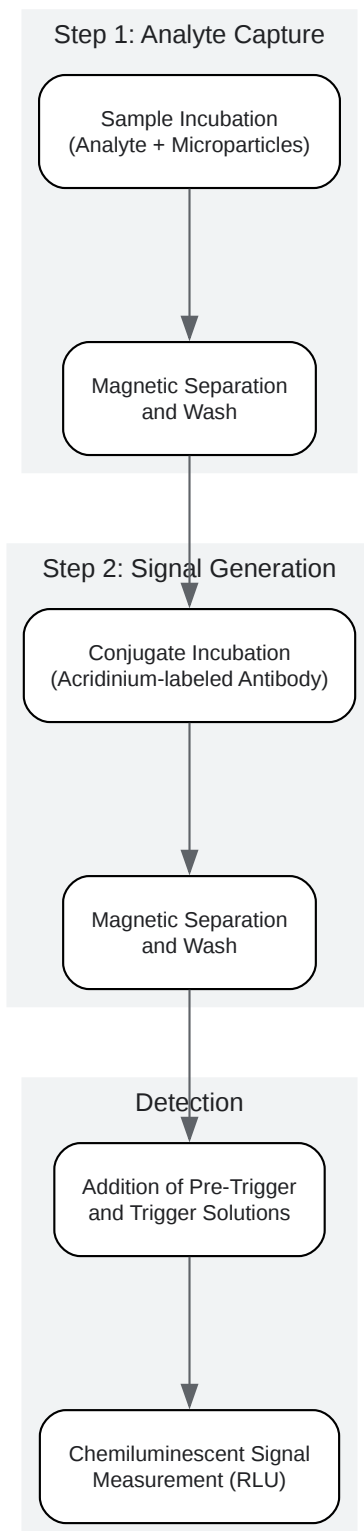 Step 1: Analyte Capture
Sample Incubation
(Analyte + Microparticles)
Magnetic Separation
and Wash
Step 2: Signal Generation
Conjugate Incubation
(Acridinium-labeled Antibody)
Magnetic Separation
and Wash
Detection
Addition of Pre-Trigger
and Trigger Solutions
Chemiluminescent Signal
Measurement (RLU)